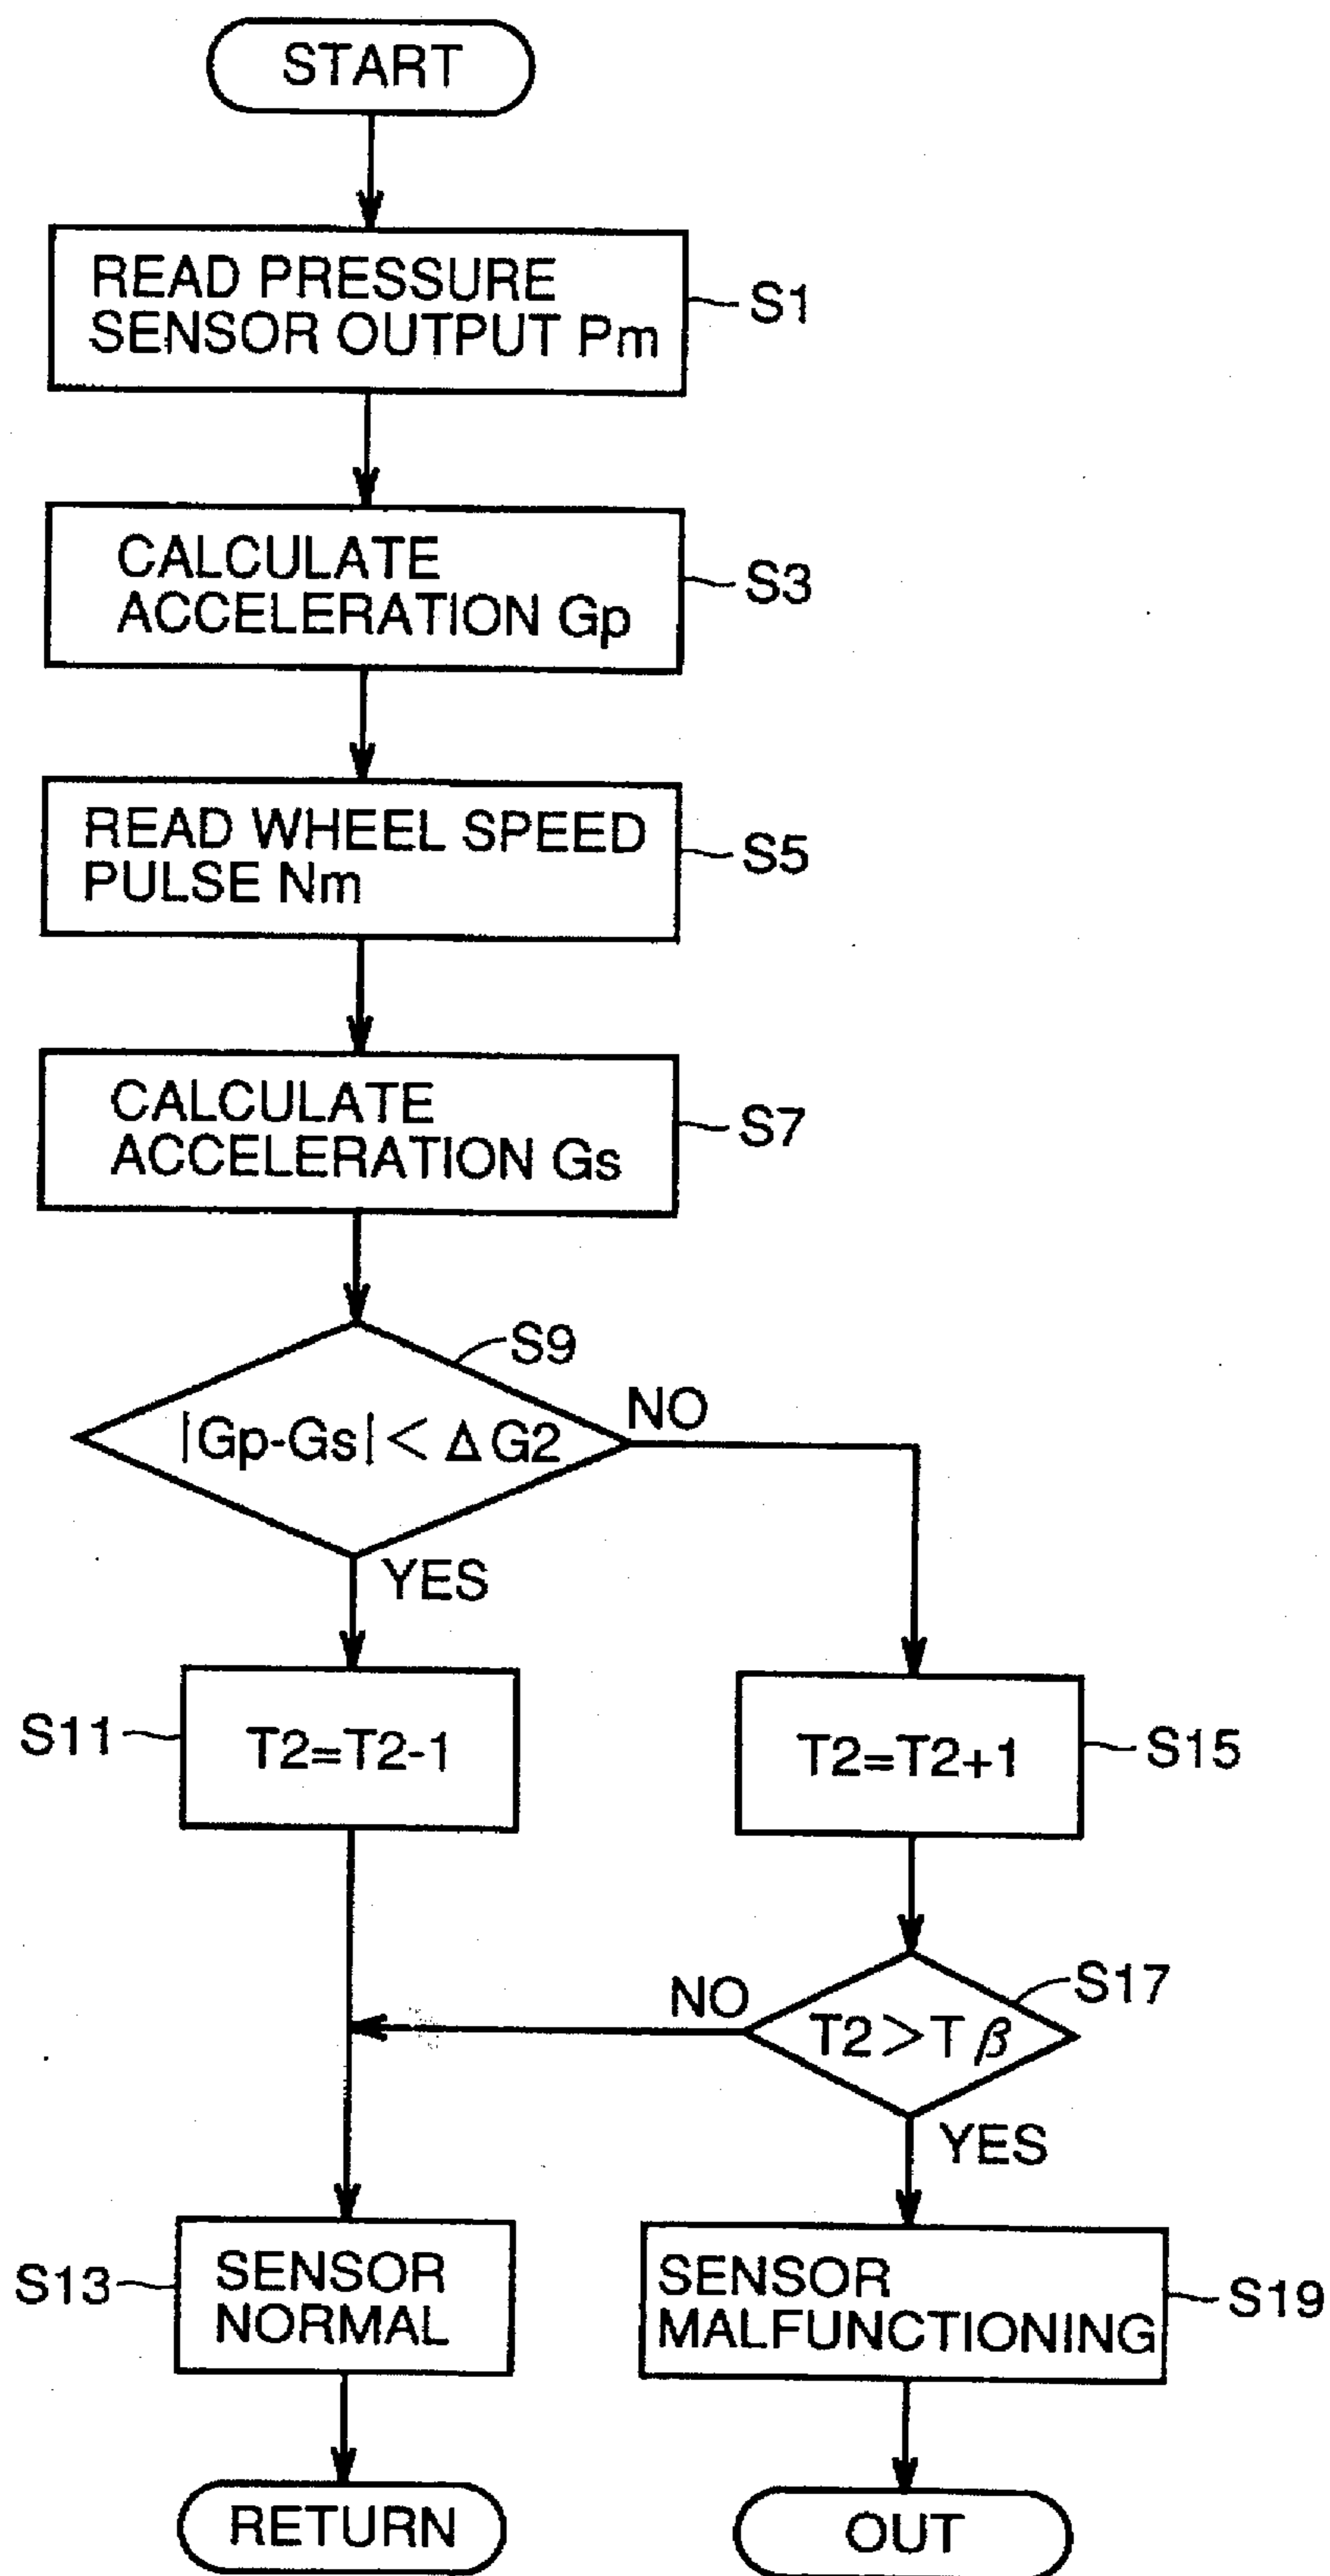 START
READ PRESSURE
SENSOR OUTPUT Pm
S1
CALCULATE
ACCELERATION Gp
S3
READ WHEEL SPEED
PULSE Nm
S5
CALCULATE
ACCELERATION Gs
S7
S9
|Gp-Gs|<ΔG2
NO
YES
S11
T2=T2-1
T2=T2+1
S15
NO
T2>Tβ
S17
YES
S13
SENSOR
NORMAL
SENSOR
MALFUNCTIONING
S19
RETURN
OUT